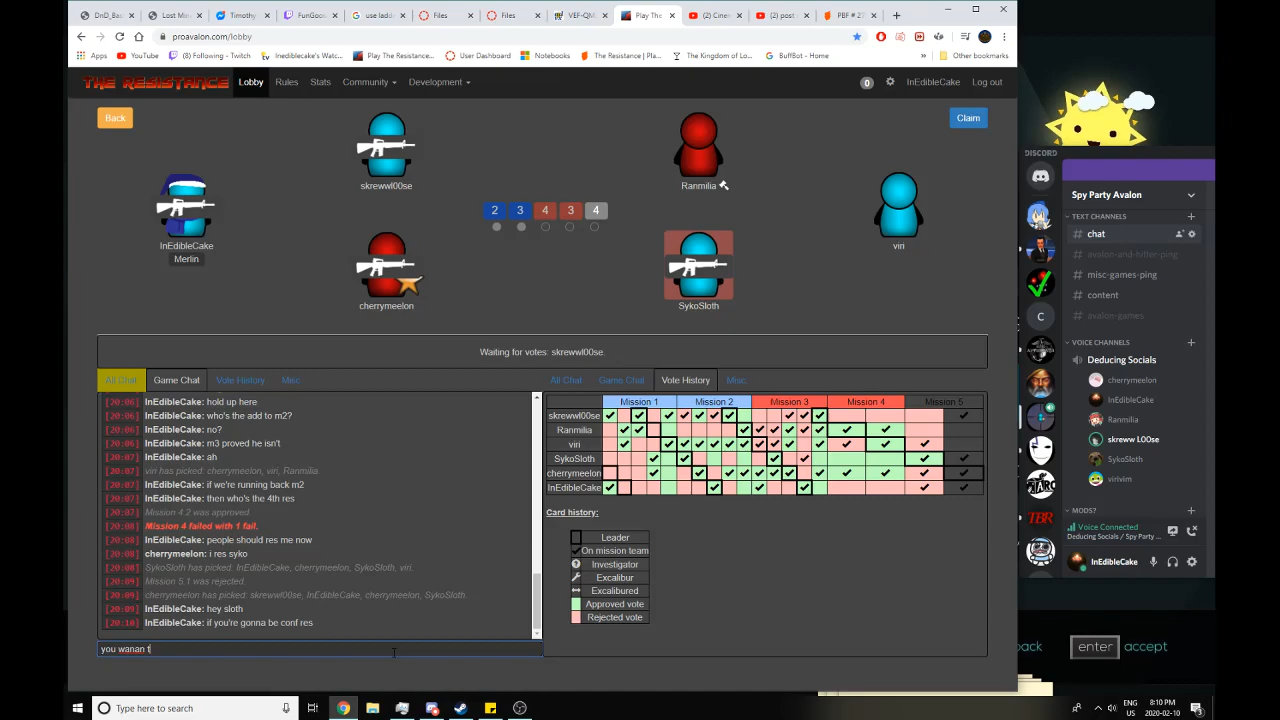 DnD_Bas
Lost Mine
Timothy
FunGoo
use ladd
Files
Files
VEF-QM
Play The
(2) Cine
(2) post
PBF # 27
proavalon.com/lobby
Apps
YouTube
(2) Following - Twitch
Inediblecake's Watc...
Play The Resistance...
User Dashboard
Notebooks
The Resistance | Pla...
The Kingdom of Lo...
BuffBot - Home
Other bookmarks
THE RESISTANCE
Lobby
Rules
Stats
Community
Development
0
InEdibleCake
Log out
Back
Claim
skrewwl00se
Ranmilia
InEdibleCake
Merlin
2 3 4 3 4
viri
cherrymeelon
SykoSloth
Waiting for votes: skrewwl00se.
All Chat
Game Chat
Vote History
Misc
[20:06] InEdibleCake: hold up here
[20:06] InEdibleCake: who's the add to m2?
[20:06] InEdibleCake: no?
[20:06] InEdibleCake: m3 proved he isn't
[20:07] InEdibleCake: ah
[20:07] viri has picked: cherrymeelon, viri, Ranmilia.
[20:07] InEdibleCake: if we're running back m2
[20:07] InEdibleCake: then who's the 4th res
[20:08] Mission 4.2 was approved.
[20:08] Mission 4 failed with 1 fail.
[20:08] InEdibleCake: people should res me now
[20:08] cherrymeelon: i res syko
[20:08] SykoSloth has picked: InEdibleCake, cherrymeelon, SykoSloth, viri.
[20:09] Mission 5.1 was rejected.
[20:09] cherrymeelon has picked: skrewwl00se, InEdibleCake, cherrymeelon, SykoSloth.
[20:09] InEdibleCake: hey sloth
[20:10] InEdibleCake: if you're gonna be conf res
you wanan t
All Chat
Game Chat
Vote History
Misc
Mission 1
Mission 2
Mission 3
Mission 4
Mission 5
skrewwl00se
Ranmilia
viri
SykoSloth
cherrymeelon
InEdibleCake
Card history:
Leader
On mission team
Investigator
Excalibur
Excalibured
Approved vote
Rejected vote
DISCORD
Spy Party Avalon
TEXT CHANNELS
chat
avalon-and-hitler-ping
misc-games-ping
content
avalon-games
VOICE CHANNELS
Deducing Socials
cherrymeelon
InEdibleCake
Ranmilia
skreww LOOse
SykoSloth
virivim
MODS?
Voice Connected
Deducing Socials / Spy Party ...
InEdibleCake
C
TBR
back
enter
accept
Type here to search
ENG
US
8:10 PM
2020-02-10